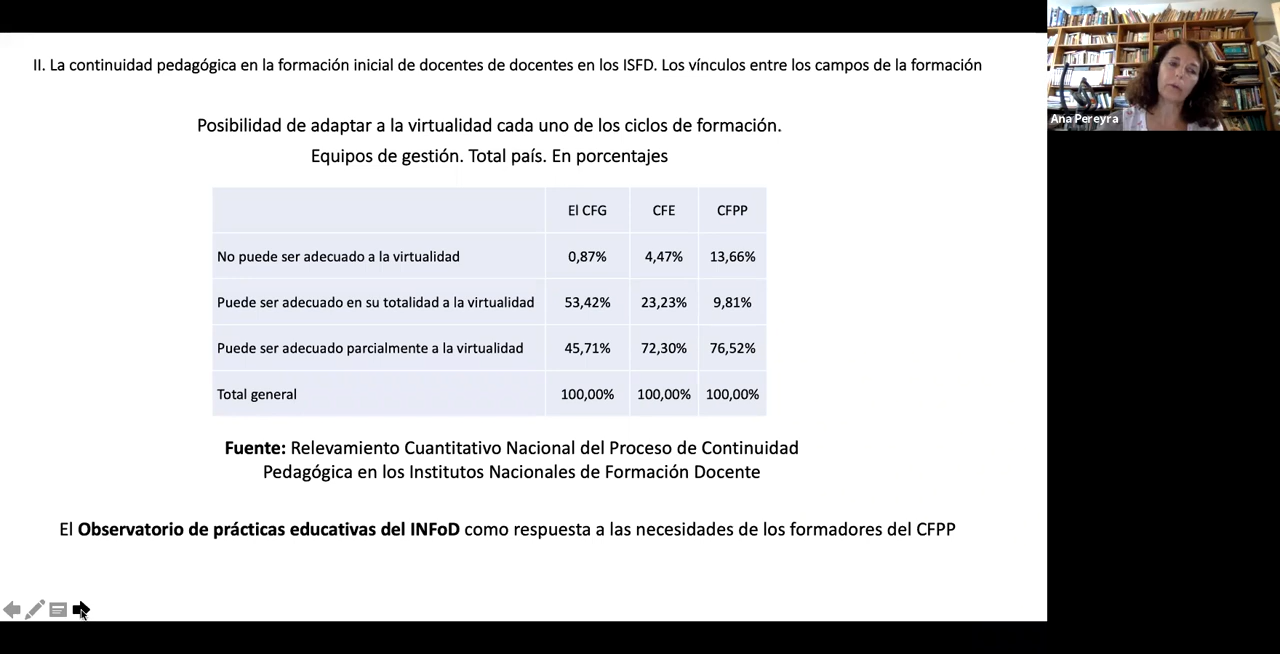 II. La continuidad pedagógica en la formación inicial de docentes de docentes en los ISFD. Los vínculos entre los campos de la formación
Posibilidad de adaptar a la virtualidad cada uno de los ciclos de formación.
Equipos de gestión. Total país. En porcentajes
El CFG CFE CFPP
No puede ser adecuado a la virtualidad 0,87% 4,47% 13,66%
Puede ser adecuado en su totalidad a la virtualidad 53,42% 23,23% 9,81%
Puede ser adecuado parcialmente a la virtualidad 45,71% 72,30% 76,52%
Total general 100,00% 100,00% 100,00%
Fuente: Relevamiento Cuantitativo Nacional del Proceso de Continuidad
Pedagógica en los Institutos Nacionales de Formación Docente
El Observatorio de prácticas educativas del INFoD como respuesta a las necesidades de los formadores del CFPP
Ana Pereyra